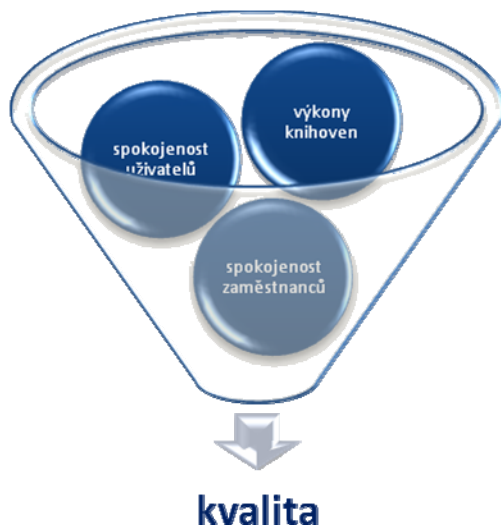 spokojenost
uživatelů
výkony
knihoven
spokojenost
zaměstnanců
kvalita